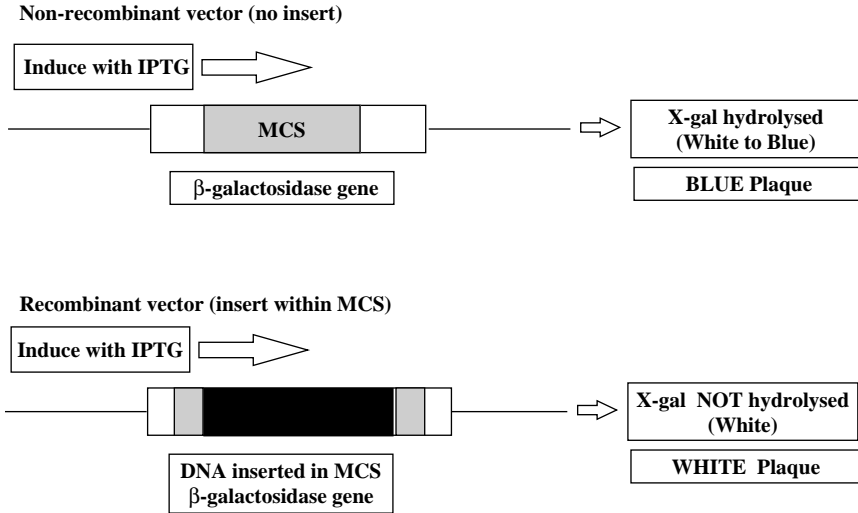 Non-recombinant vector (no insert)
Induce with IPTG
MCS
X-gal hydrolysed
(White to Blue)
β-galactosidase gene
BLUE Plaque
Recombinant vector (insert within MCS)
Induce with IPTG
X-gal NOT hydrolysed
(White)
DNA inserted in MCS
β-galactosidase gene
WHITE Plaque